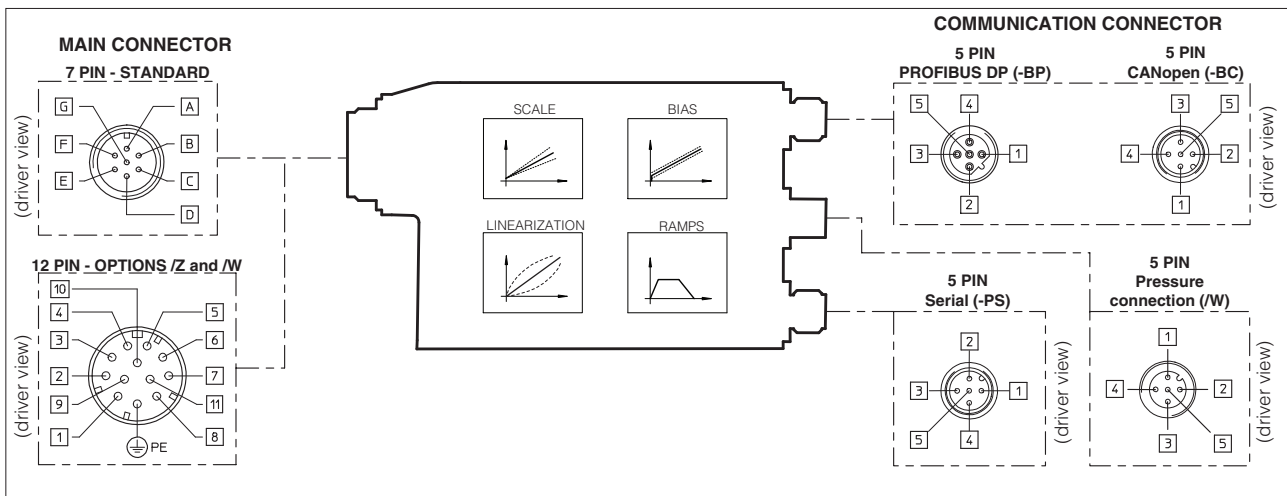 MAIN CONNECTOR
7 PIN - STANDARD
G
A
F
B
E
C
D
(driver view)
12 PIN - OPTIONS /Z and /W
10
4
5
3
6
2
7
9
11
1
8
PE
(driver view)
SCALE
BIAS
LINEARIZATION
RAMPS
COMMUNICATION CONNECTOR
5 PIN
PROFIBUS DP (-BP)
5
4
3
1
2
5 PIN
CANopen (-BC)
3
5
4
2
1
(driver view)
5 PIN
Serial (-PS)
2
3
1
5
4
(driver view)
5 PIN
Pressure
connection (/W)
1
4
2
3
5
(driver view)